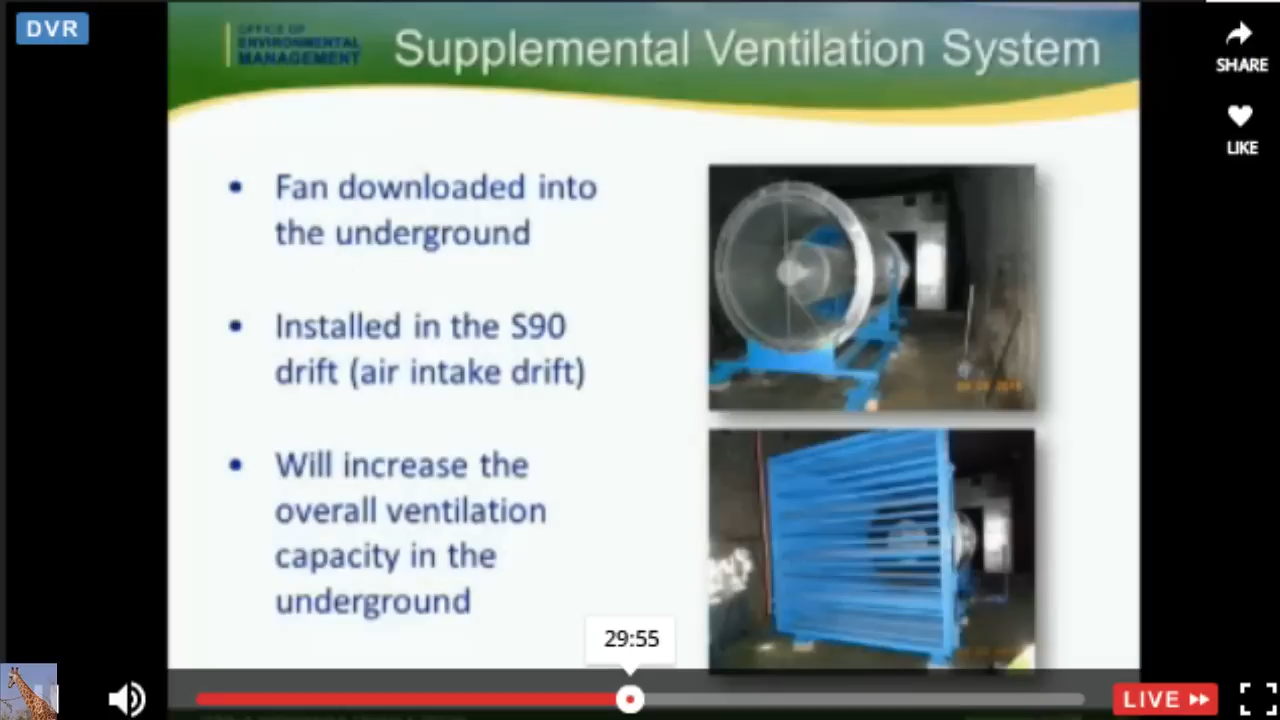 DVR
OFFICE OF
ENVIRONMENTAL
MANAGEMENT
Supplemental Ventilation System
SHARE
LIKE
• Fan downloaded into
the underground
• Installed in the S90
drift (air intake drift)
• Will increase the
overall ventilation
capacity in the
underground
29:55
LIVE